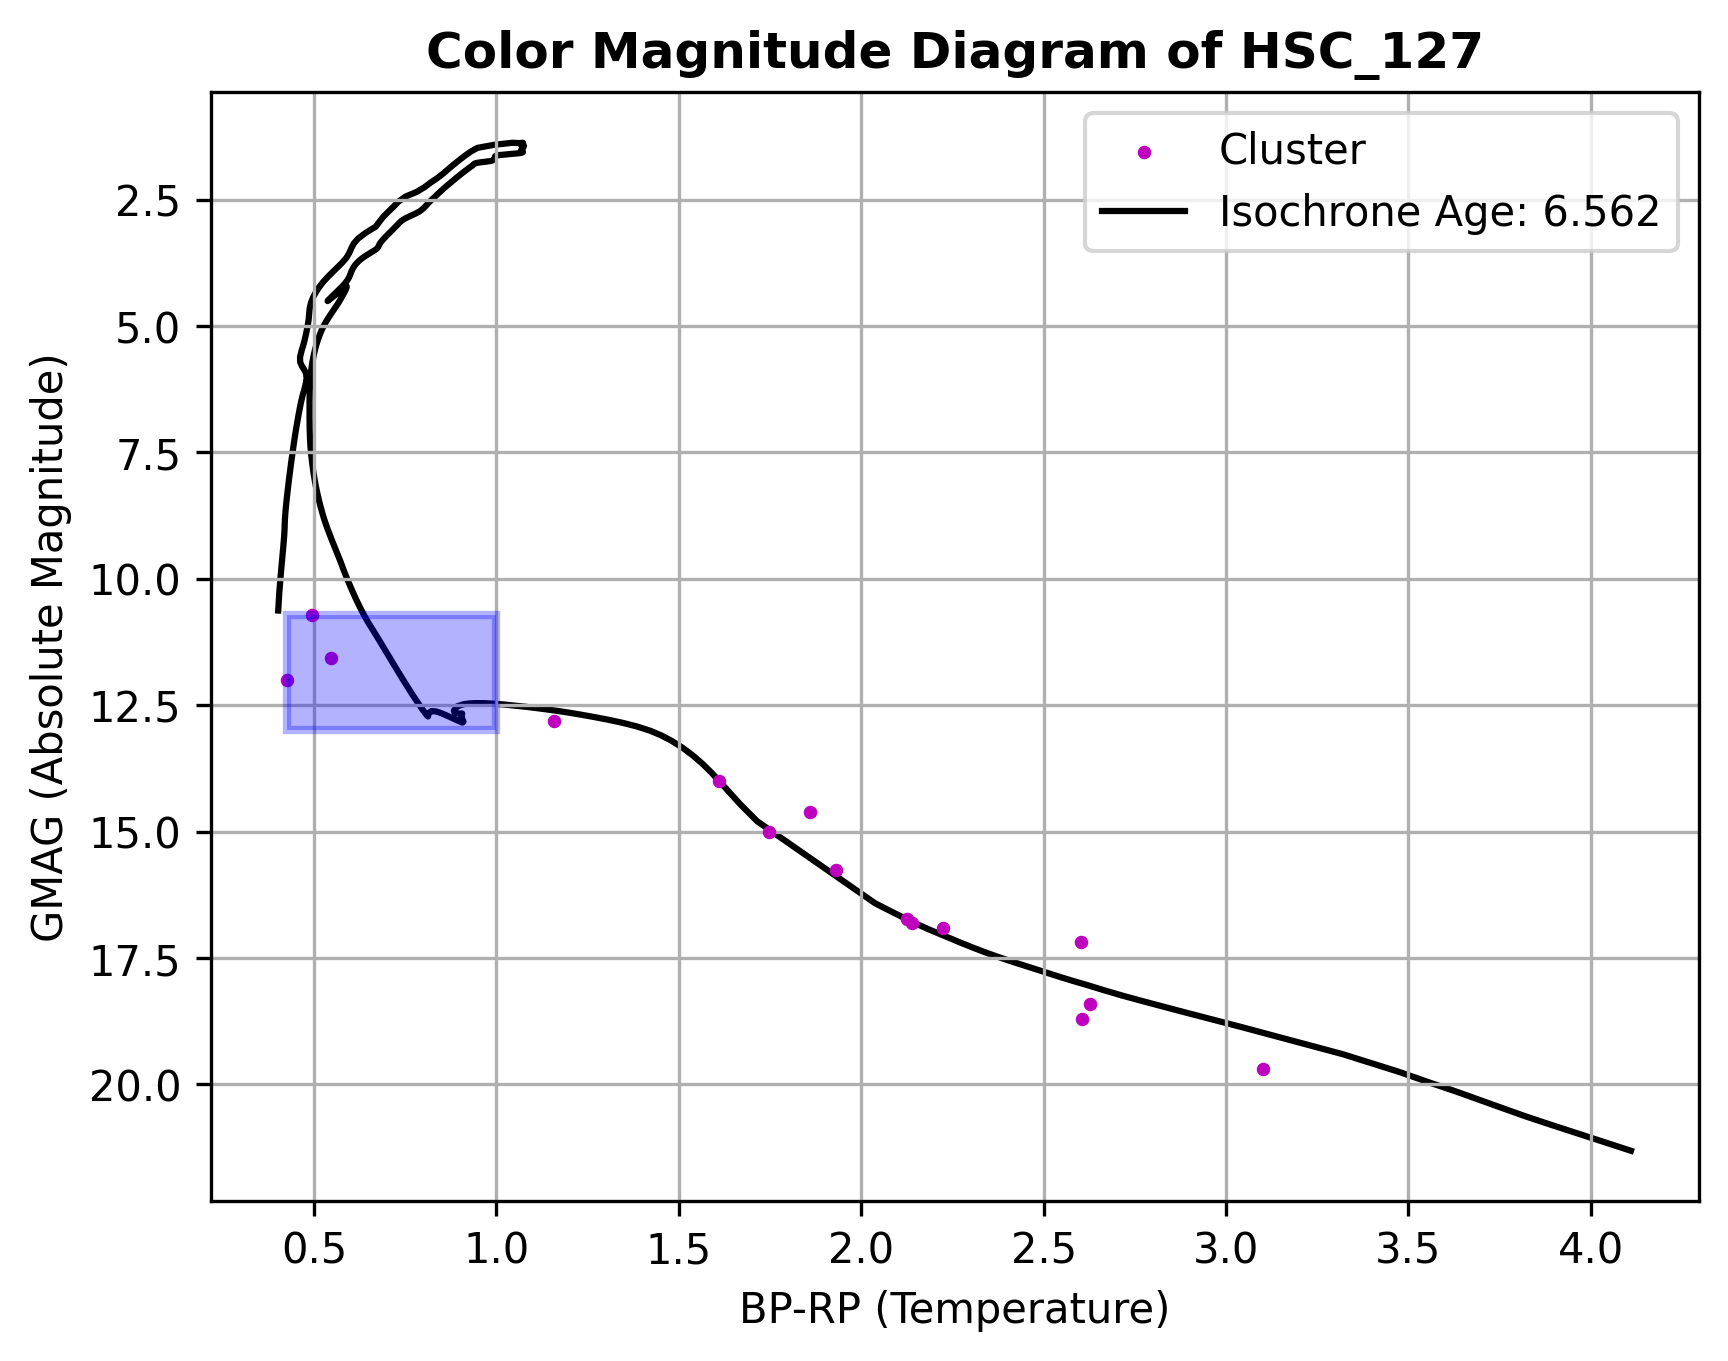 Color Magnitude Diagram of HSC_127
Cluster
Isochrone Age: 6.562
GMAG (Absolute Magnitude)
2.5
5.0
7.5
10.0
12.5
15.0
17.5
20.0
0.5 1.0 1.5 2.0 2.5 3.0 3.5 4.0
BP-RP (Temperature)